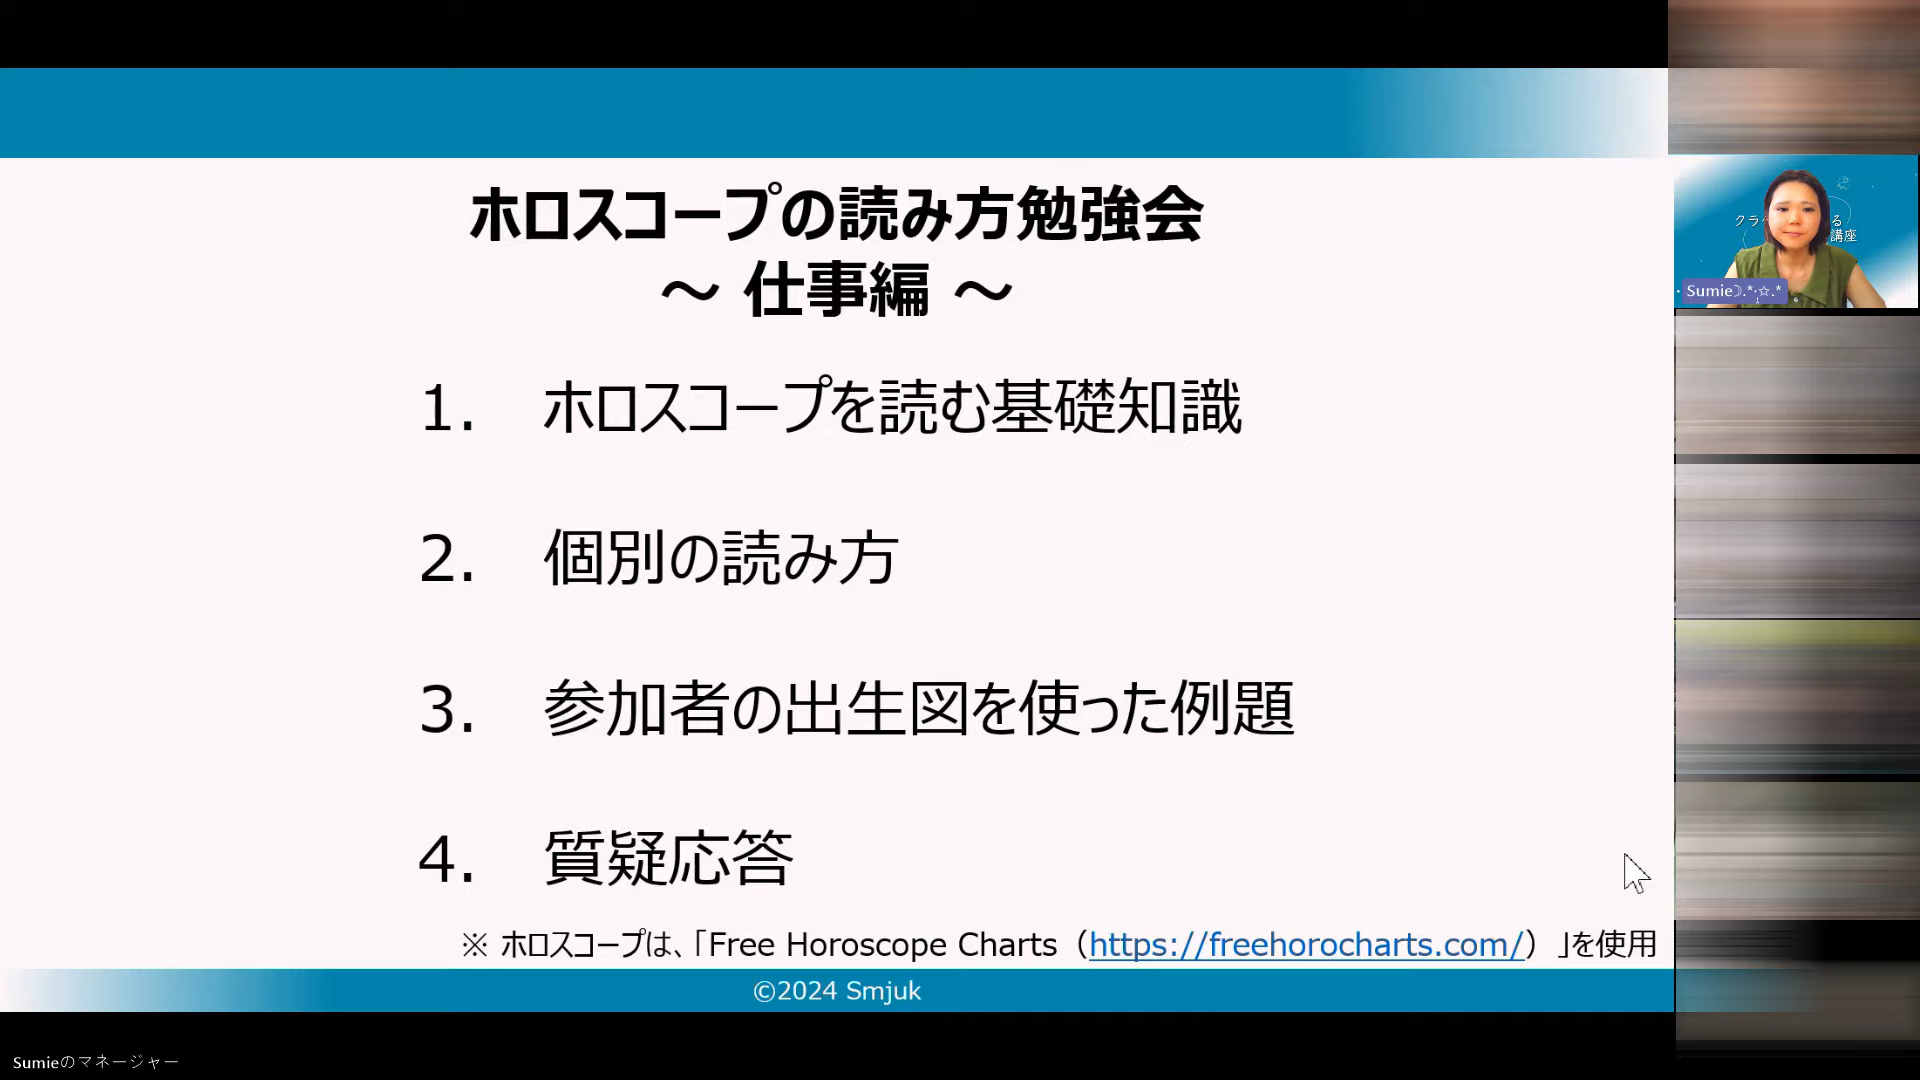 ホロスコープの読み方勉強会
～ 仕事編 ～
1. ホロスコープを読む基礎知識
2. 個別の読み方
3. 参加者の出生図を使った例題
4. 質疑応答
※ ホロスコープは、「Free Horoscope Charts（https://freehorocharts.com/）」を使用
©2024 Smjuk
クラ
る
講座
Sumie☽.*·̩͙☆.*
Sumieのマネージャー